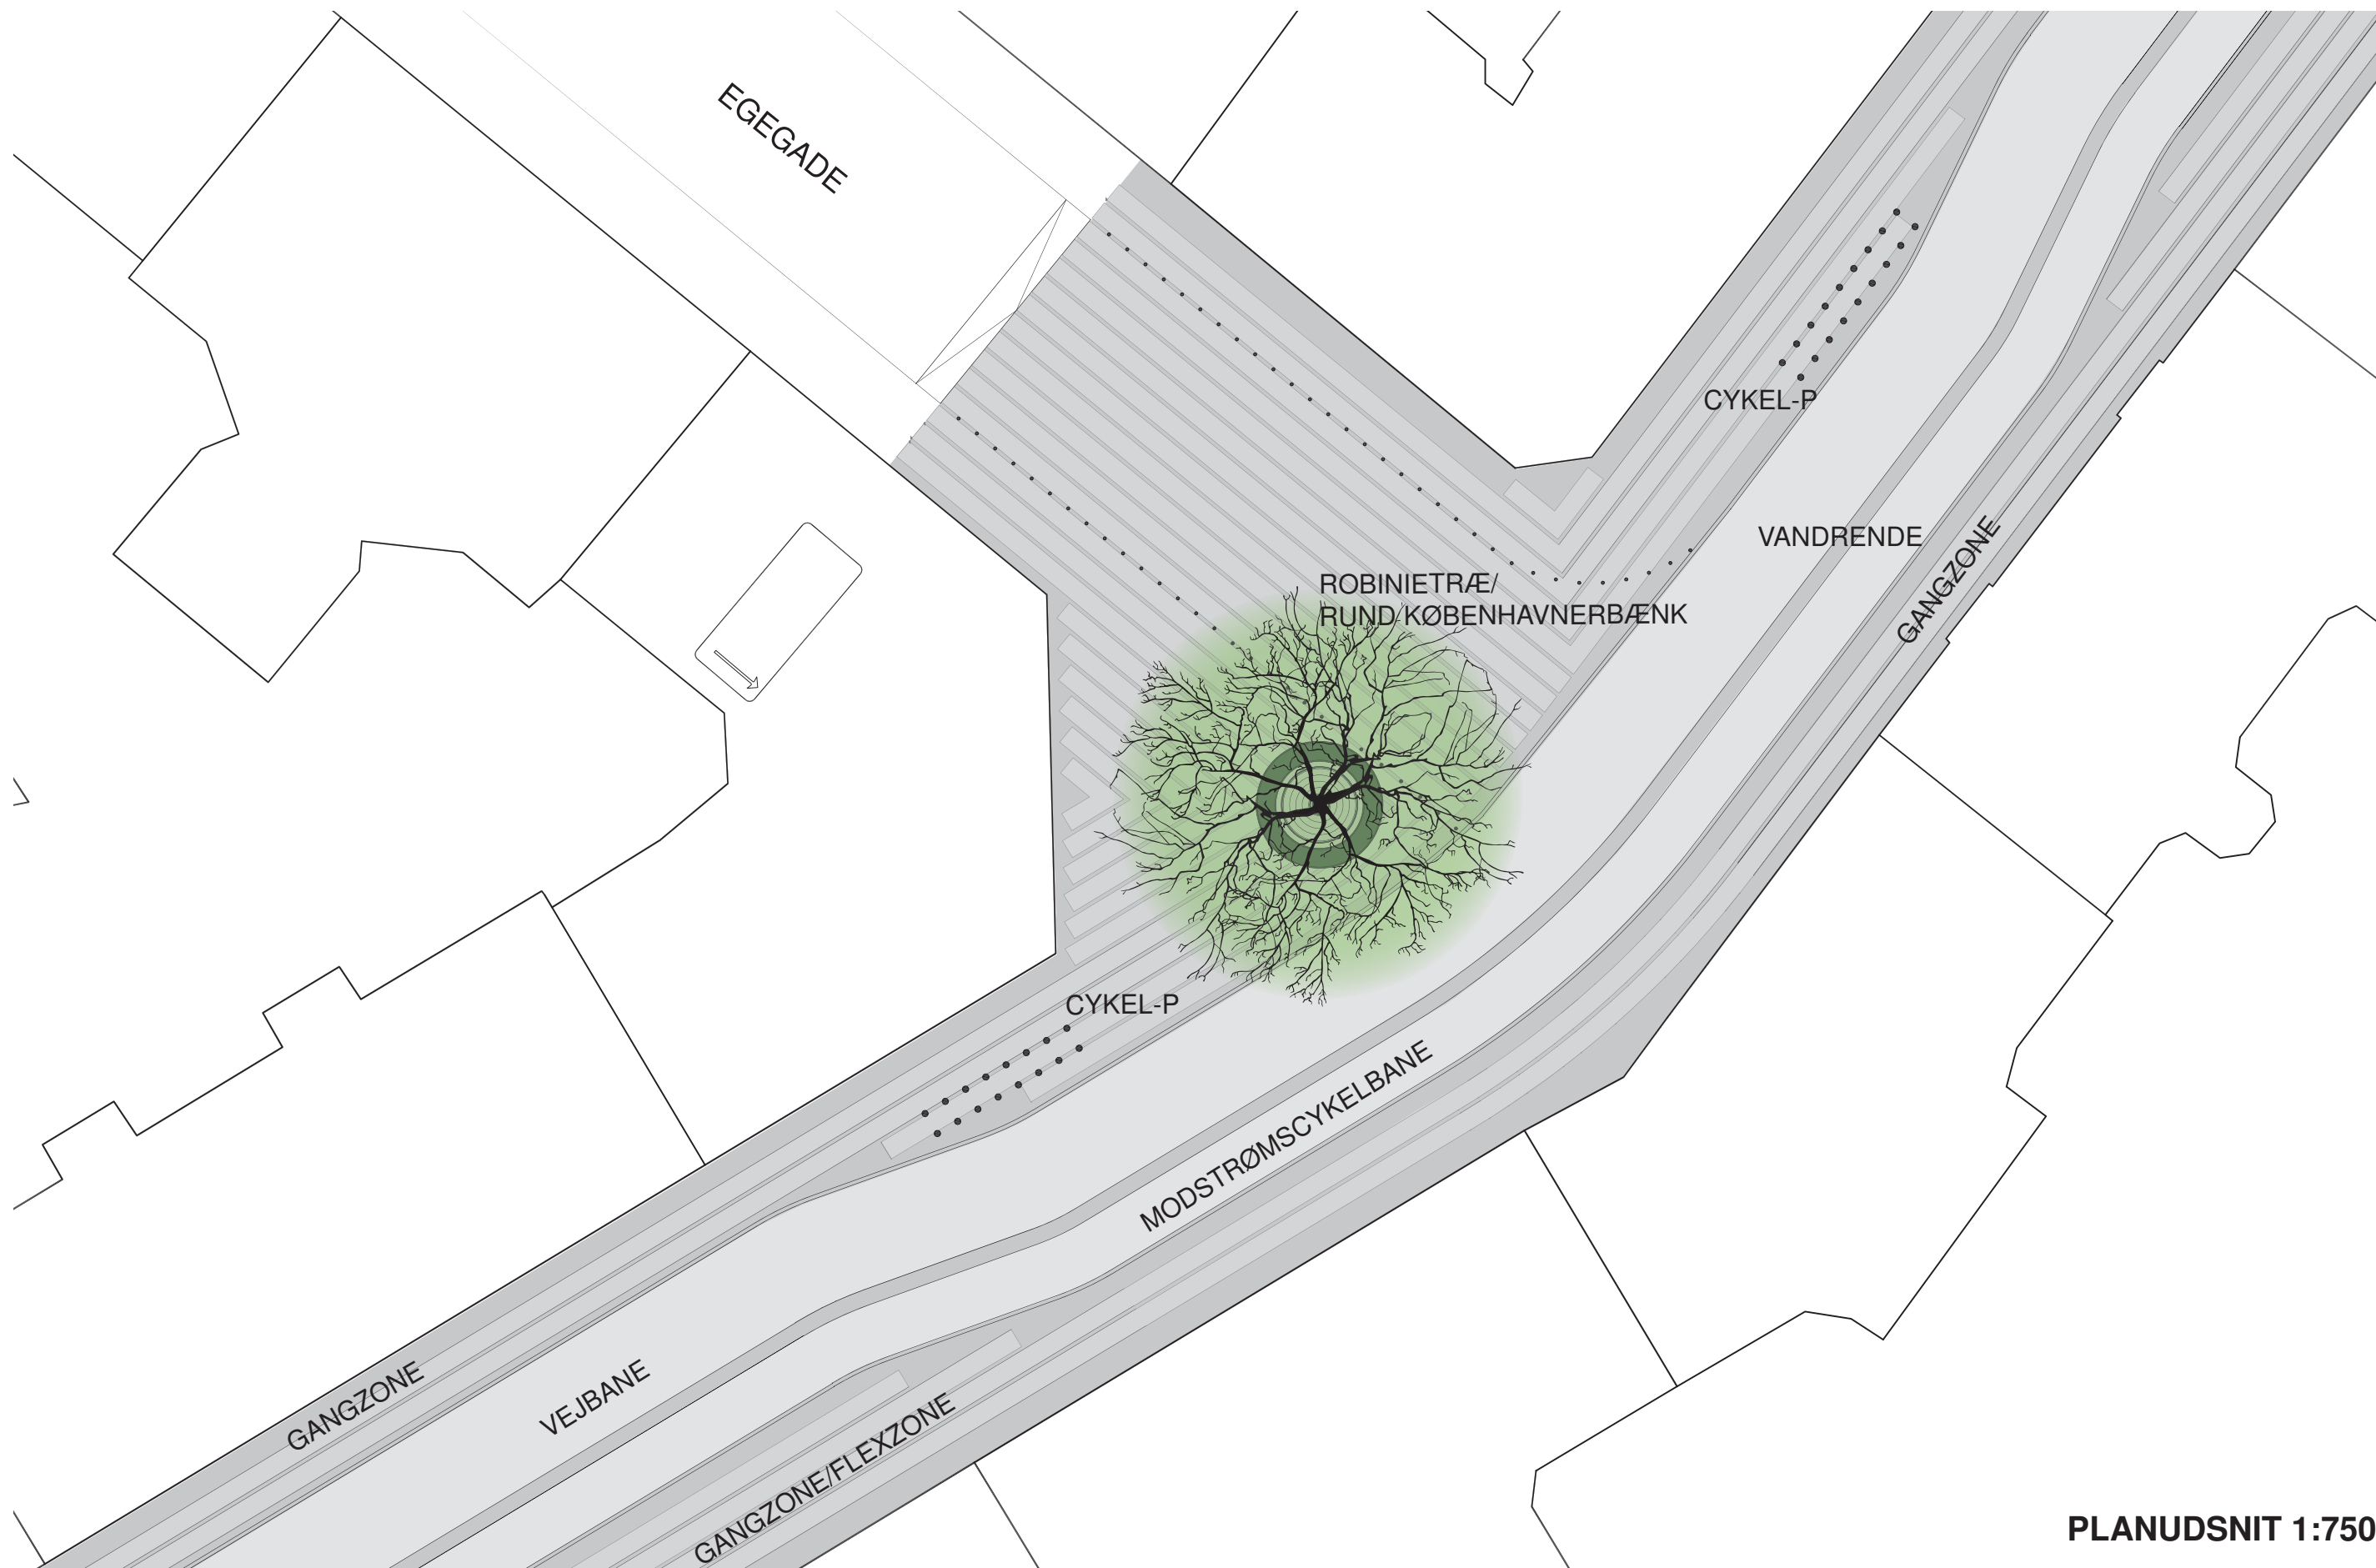 EGEGADE
CYKEL-P
VANDRENDE
GANGZONE
ROBINIETRÆ/
RUND KØBENHAVNERBÆNK
CYKEL-P
MODSTRØMSCYKELBANE
GANGZONE
VEJBANE
GANGZONE/FLEXZONE
PLANUDSNIT 1:750